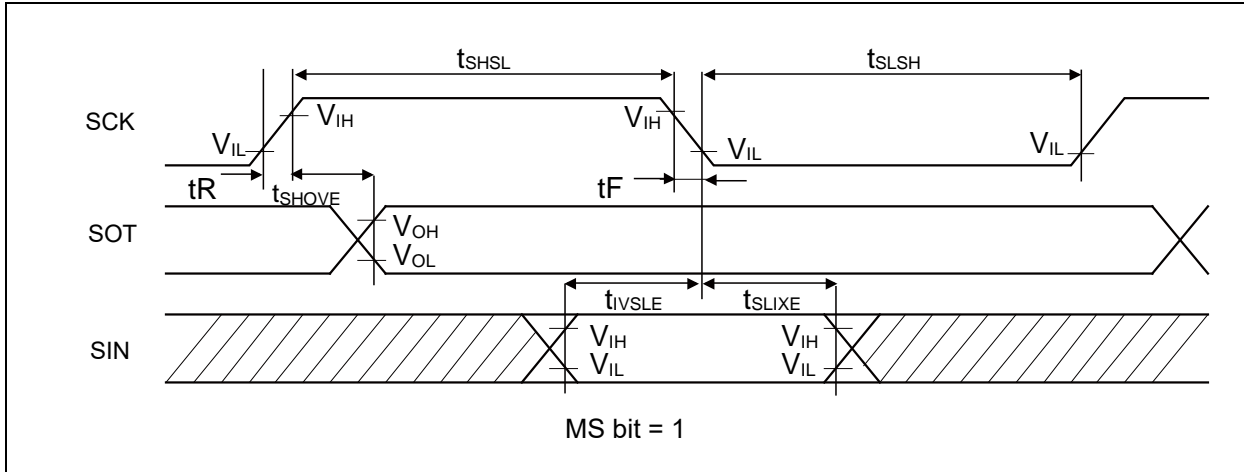 tSHSL
tSLSH
SCK
VIH
VIH
VIL
VIL
VIL
tR
tSHOVE
tF
SOT
VOH
VOL
tIVSLE
tSLIXE
SIN
VIH
VIH
VIL
VIL
MS bit = 1